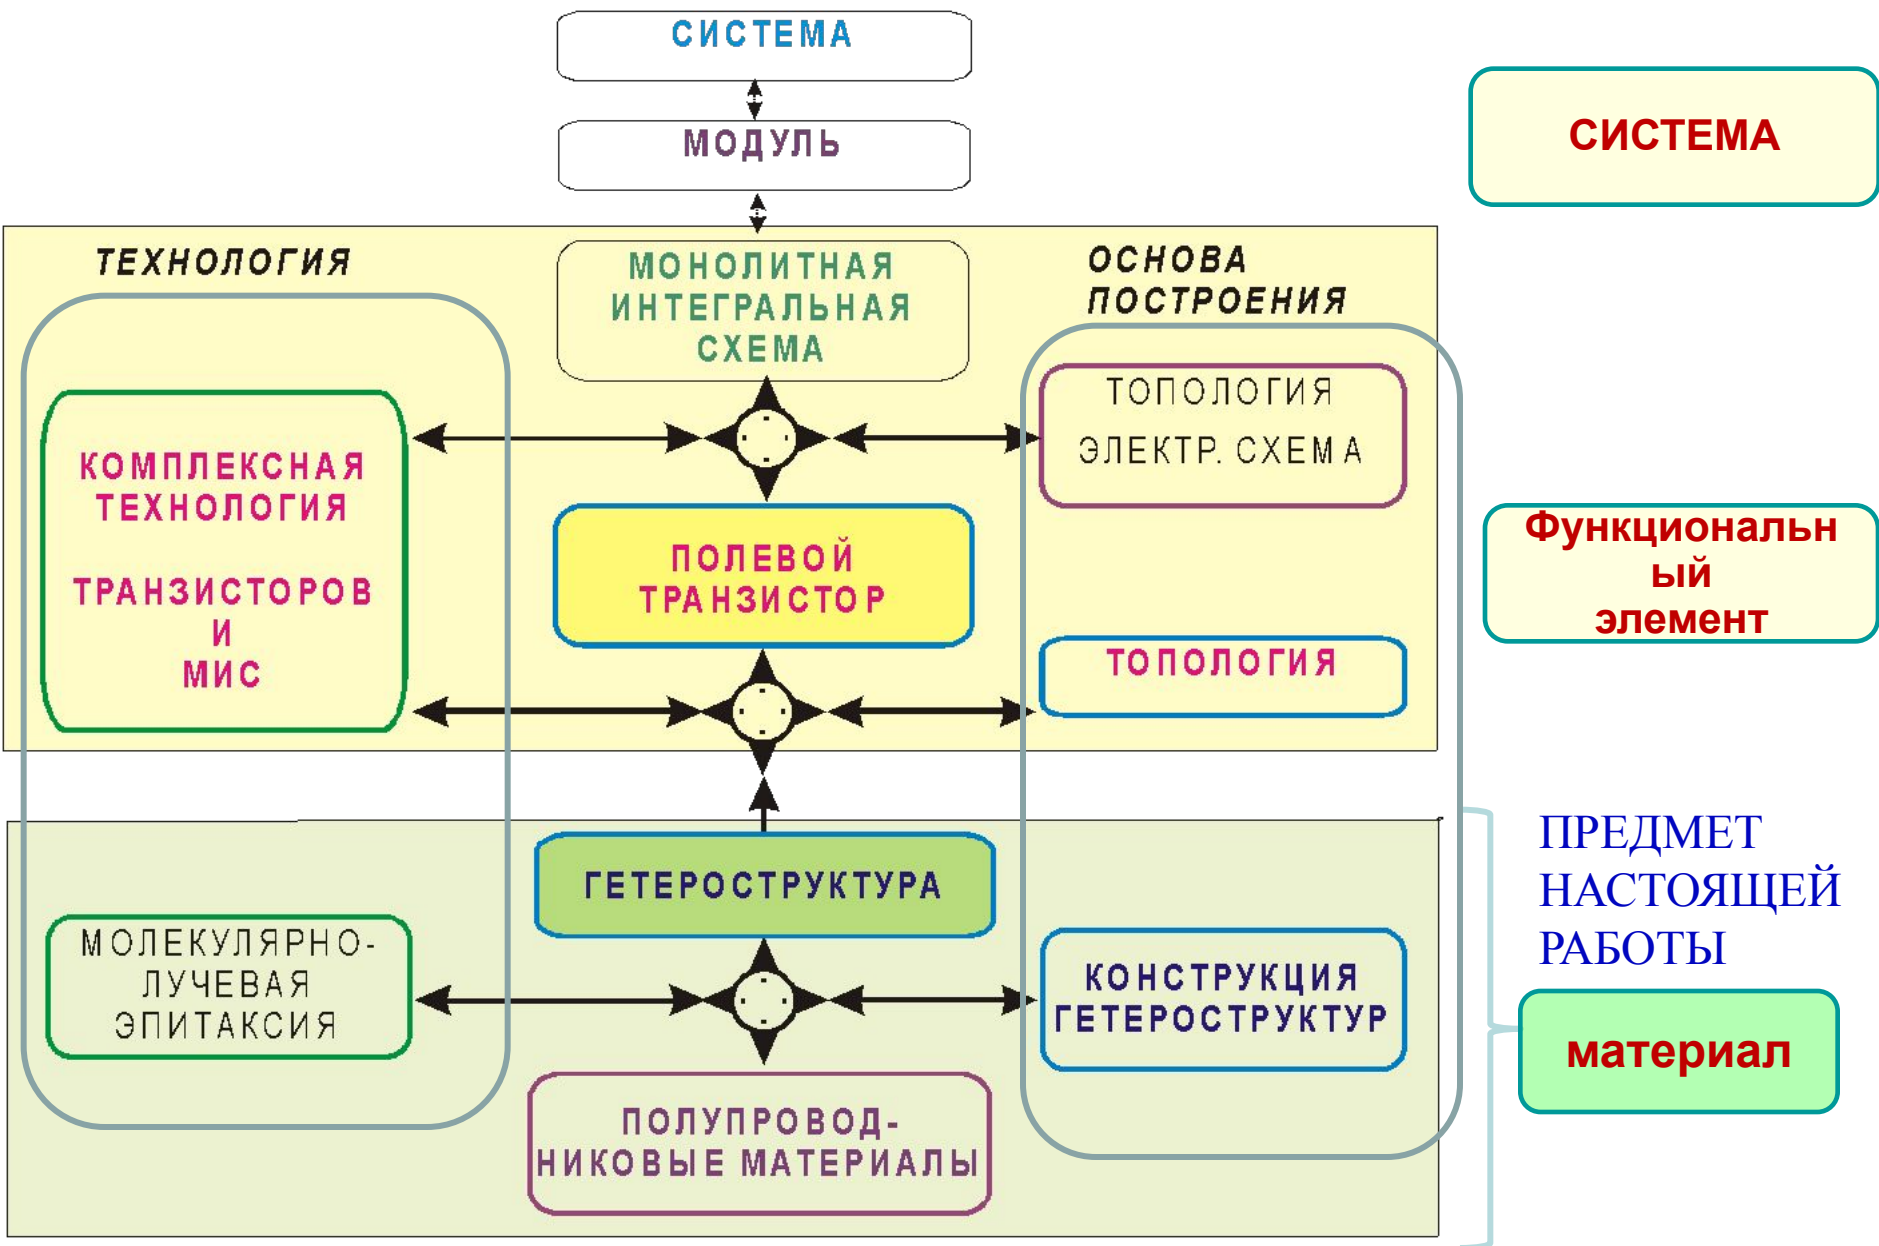 СИСТЕМА
МОДУЛЬ
СИСТЕМА
ТЕХНОЛОГИЯ
МОНОЛИТНАЯ
ИНТЕГРАЛЬНАЯ
СХЕМА
ОСНОВА
ПОСТРОЕНИЯ
КОМПЛЕКСНАЯ
ТЕХНОЛОГИЯ
ТРАНЗИСТОРОВ
И
МИС
ТОПОЛОГИЯ
ЭЛЕКТР. СХЕМА
ПОЛЕВОЙ
ТРАНЗИСТОР
ТОПОЛОГИЯ
Функциональн
ый
элемент
ГЕТЕРОСТРУКТУРА
МОЛЕКУЛЯРНО-
ЛУЧЕВАЯ
ЭПИТАКСИЯ
КОНСТРУКЦИЯ
ГЕТЕРОСТРУКТУР
ПОЛУПРОВОД-
НИКОВЫЕ МАТЕРИАЛЫ
ПРЕДМЕТ
НАСТОЯЩЕЙ
РАБОТЫ
материал